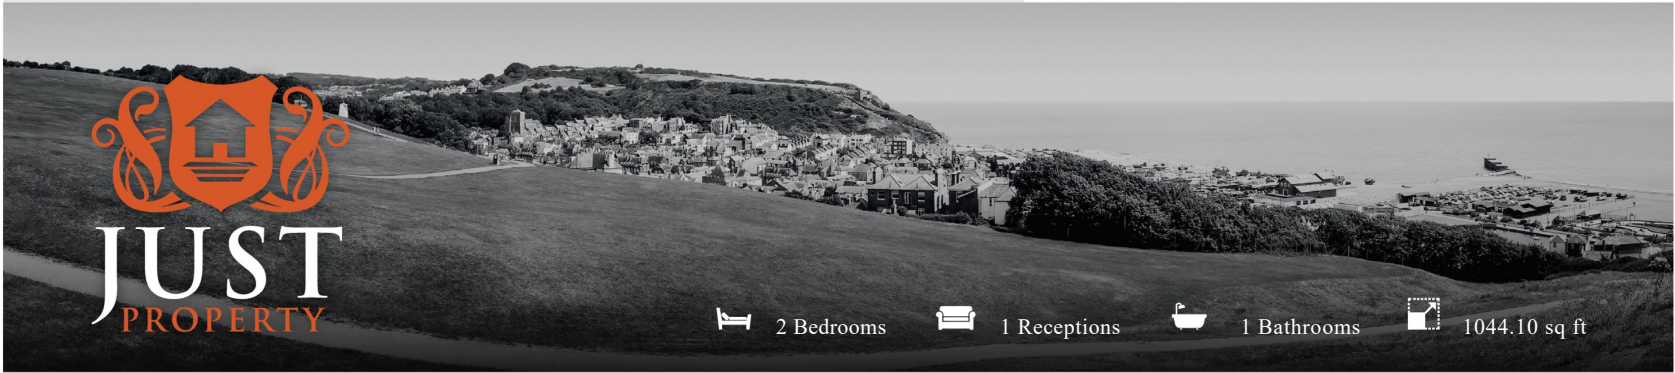 JUST
PROPERTY
2 Bedrooms
1 Receptions
1 Bathrooms
1044.10 sq ft